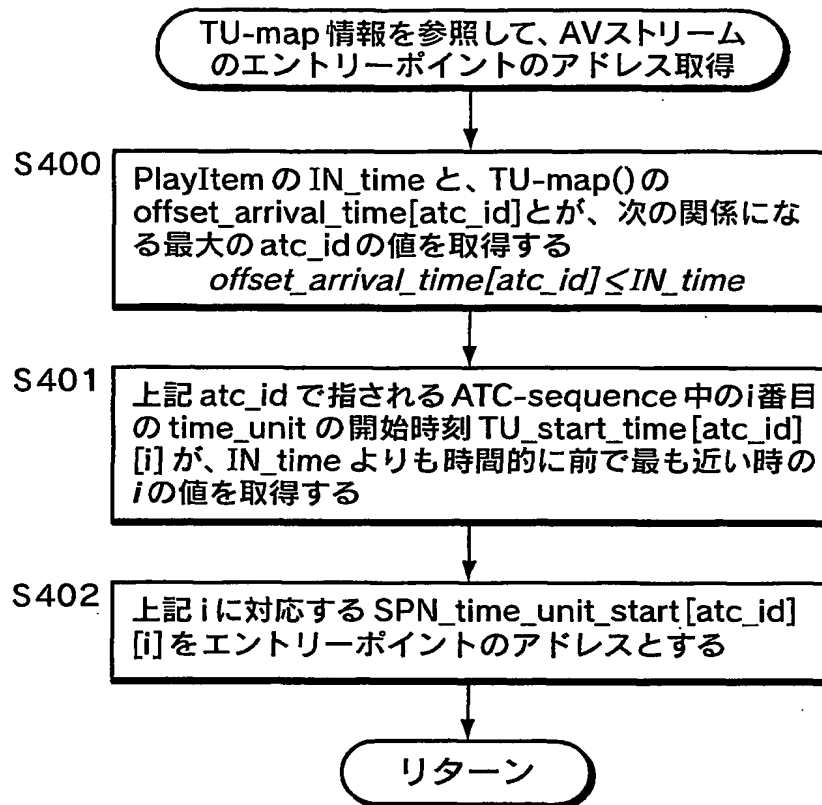 TU-map 情報を参照して、AVストリーム
のエントリーポイントのアドレス取得
S400
PlayItem の IN_time と、TU-map()の
offset_arrival_time[atc_id]とが、次の関係にな
る最大の atc_id の値を取得する
offset_arrival_time[atc_id]≤IN_time
S401
上記 atc_id で指される ATC-sequence 中のi番目
の time_unit の開始時刻 TU_start_time[atc_id]
[i] が、IN_time よりも時間的に前で最も近い時の
iの値を取得する
S402
上記 i に対応する SPN_time_unit_start[atc_id]
[i] をエントリーポイントのアドレスとする
リターン